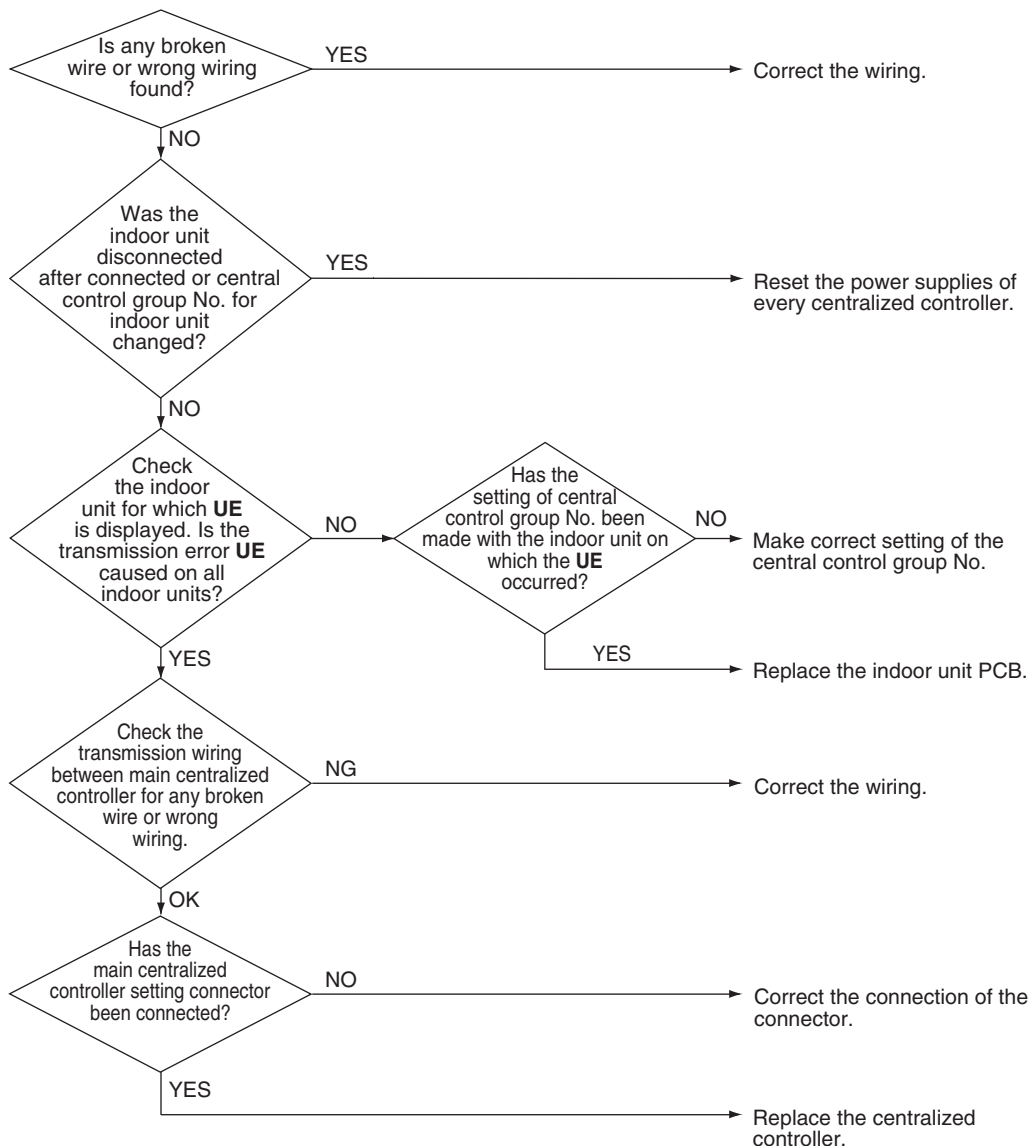 Is any broken
wire or wrong wiring
found?
YES
Correct the wiring.
NO
Was the
indoor unit
disconnected
after connected or central
control group No. for
indoor unit
changed?
YES
Reset the power supplies of
every centralized controller.
NO
Check
the indoor
unit for which UE
is displayed. Is the
transmission error UE
caused on all
indoor units?
NO
Has the
setting of central
control group No. been
made with the indoor unit on
which the UE
occurred?
NO
Make correct setting of the
central control group No.
YES
Replace the indoor unit PCB.
YES
Check the
transmission wiring
between main centralized
controller for any broken
wire or wrong
wiring.
NG
Correct the wiring.
OK
Has the
main centralized
controller setting connector
been connected?
NO
Correct the connection of the
connector.
YES
Replace the centralized
controller.